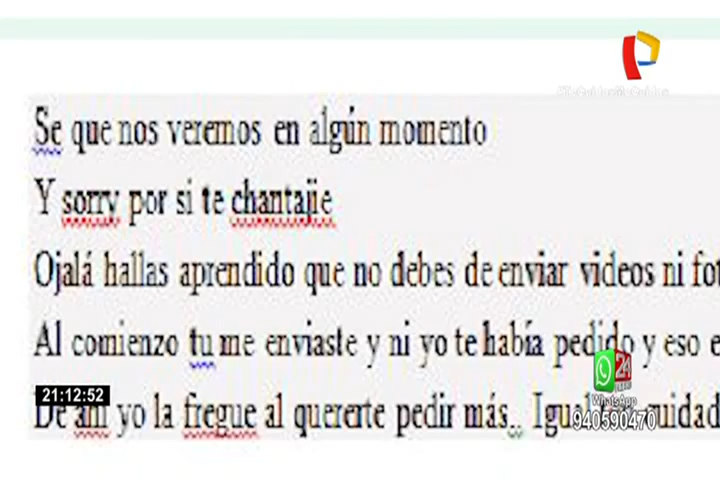 Se que nos veremos en algún momento
Y sorry por si te chantajie
Ojalá hallas aprendido que no debes de enviar videos ni fot
Al comienzo tu me enviaste y ni yo te había pedido y eso e
21:12:52
De ahí yo la fregue al quererte pedir más..
24
WhatsApp
940590470